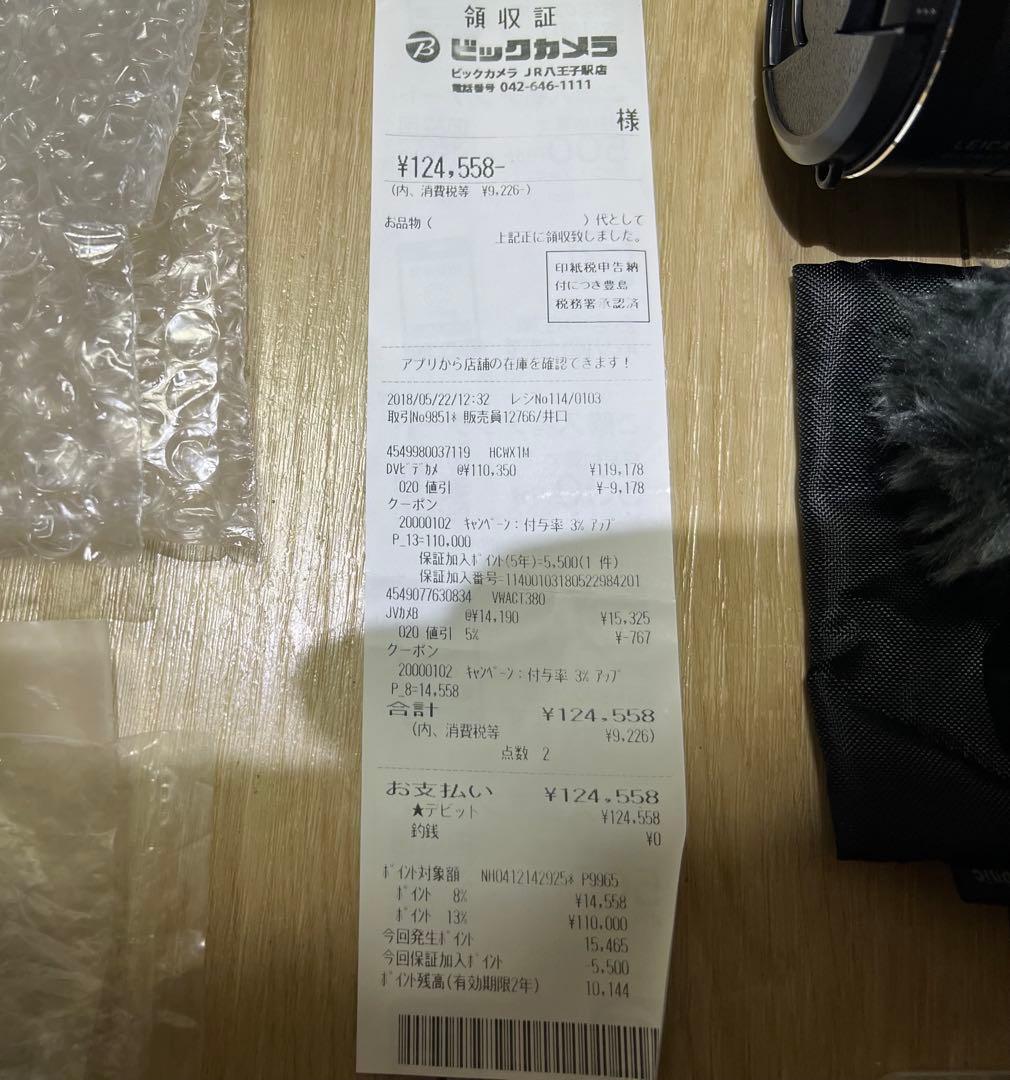 領収証
ビックカメラ
ビックカメラ JR八王子駅店
電話番号 042-646-1111
様
¥124,558-
(内、消費税等 ¥9,226-)
お品物( )代として
上記正に領収致しました。
印紙税申告納
付につき豊島
税務署承認済
アプリから店舗の在庫を確認できます!
2018/05/22/12:32 レシNo114/0103
取引No9851* 販売員12766/井口
4549980037119 HCWX1M
DVビデカメ @¥110,350 ¥119,178
020 値引 ¥-9,178
クーポン
20000102 キャンペーン:付与率 3% アップ
P_13=110,000
保証加入ポイント(5年)=5,500(1 件)
保証加入番号-11400103180522984201
4549077630834 VWACT380
JVカメB @¥14,190 ¥15,325
020 値引 5% ¥-767
クーポン
20000102 キャンペーン:付与率 3% アップ
P_8=14,558
合計 ¥124,558
(内、消費税等 ¥9,226)
点数 2
お支払い ¥124,558
★デビット ¥124,558
釣銭 ¥0
ポイント対象額 NH0412142925* P9965
ポイント 8% ¥14,558
ポイント 13% ¥110,000
今回発生ポイント 15,465
今回保証加入ポイント -5,500
ポイント残高(有効期限2年) 10,144
LEICA